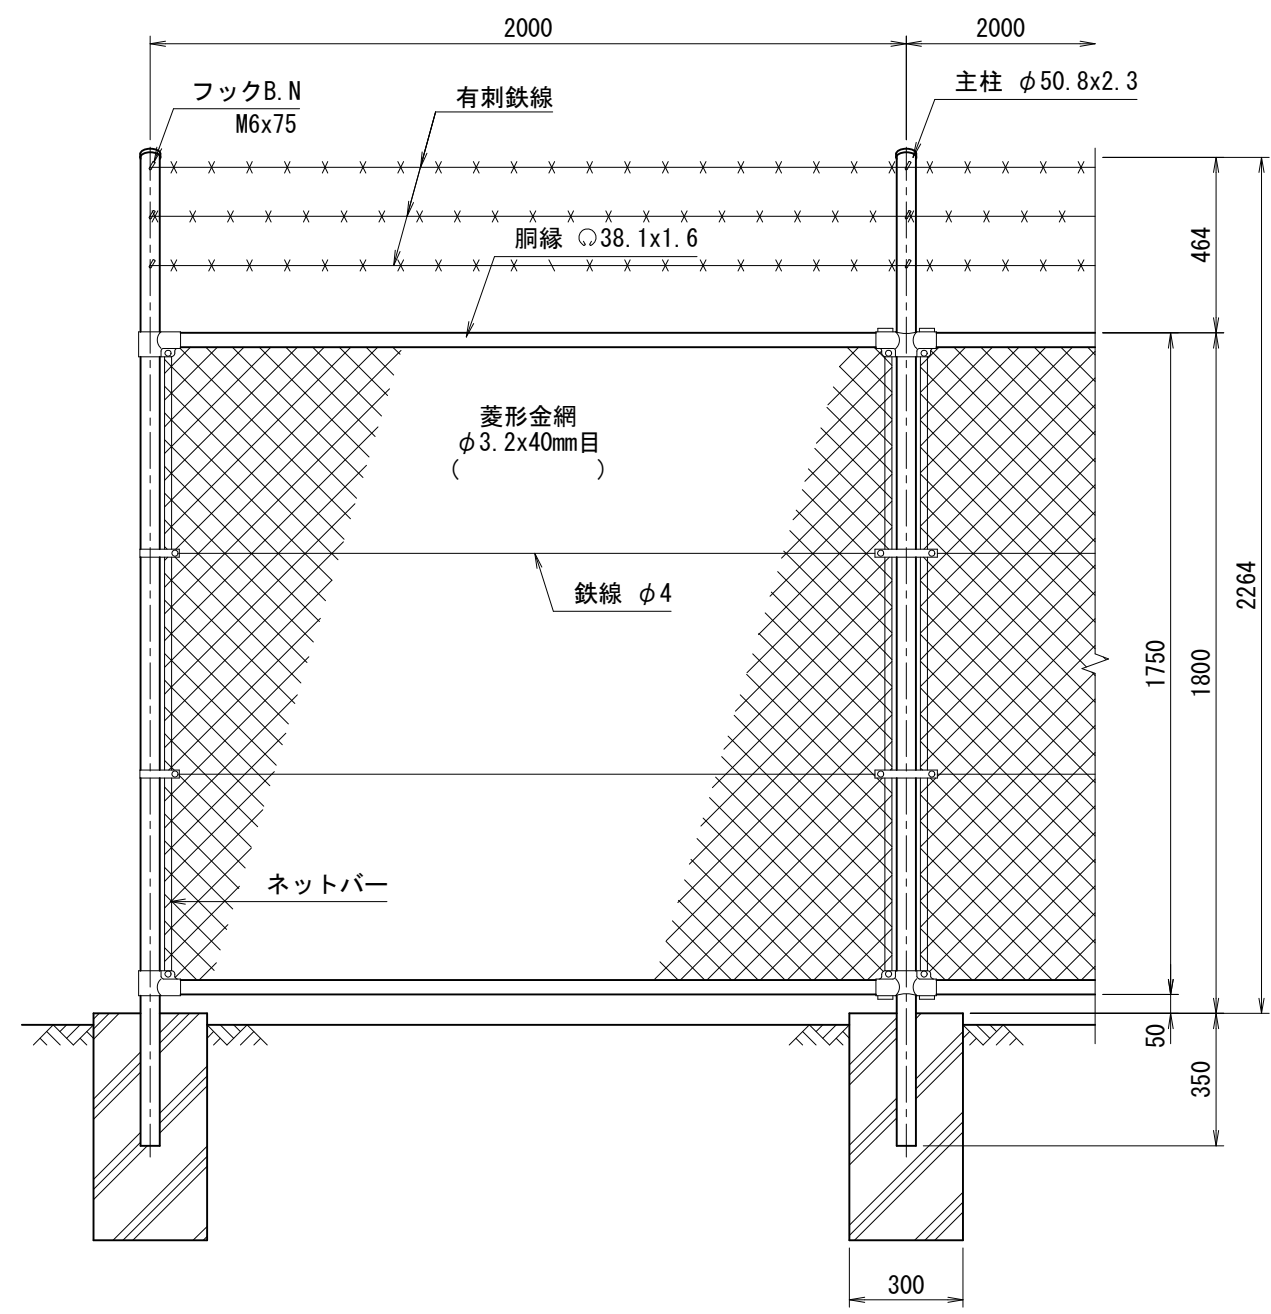 2000
2000
フックB.N
M6x75
有刺鉄線
主柱 φ50.8x2.3
胴縁 38.1x1.6
464
菱形金網
φ3.2x40mm目
(          )
鉄線 φ4
2264
1750
1800
ネットバー
50
350
300